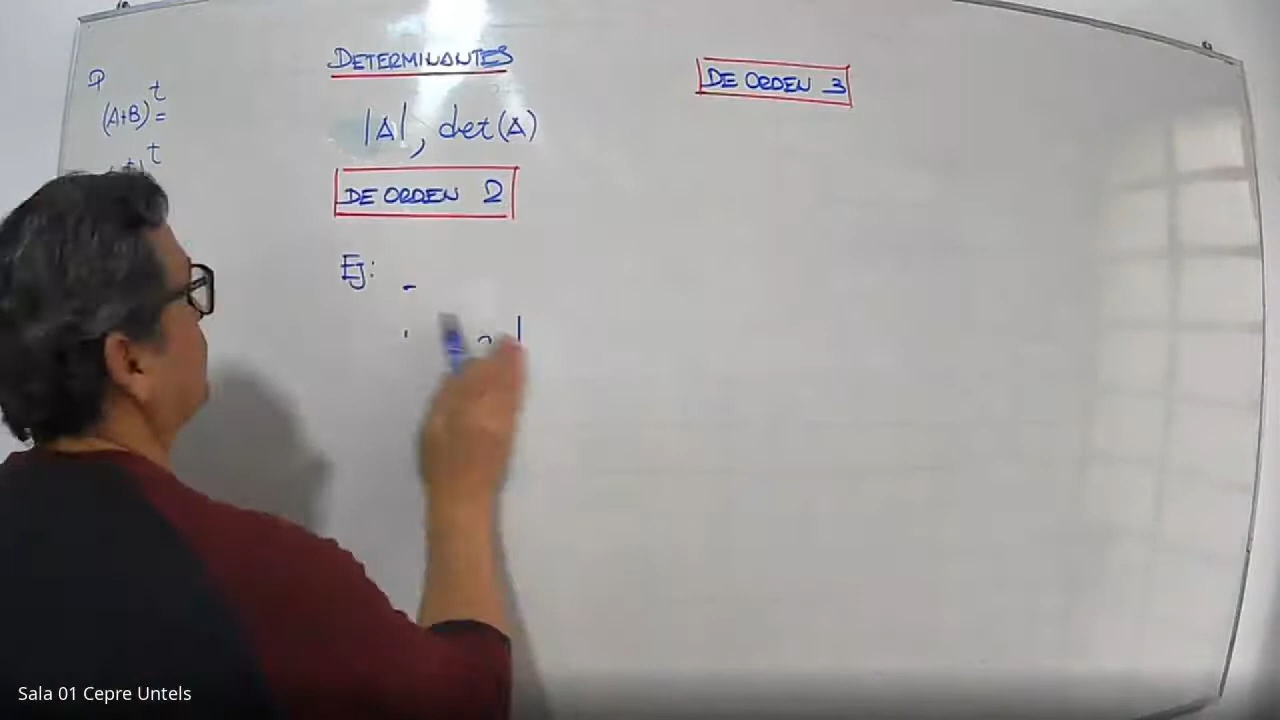 P
(A+B)ᵗ =
t
DETERMINANTES
|A|, det(A)
DE ORDEN 2
Ej:
DE ORDEN 3
Sala 01 Cepre Untels